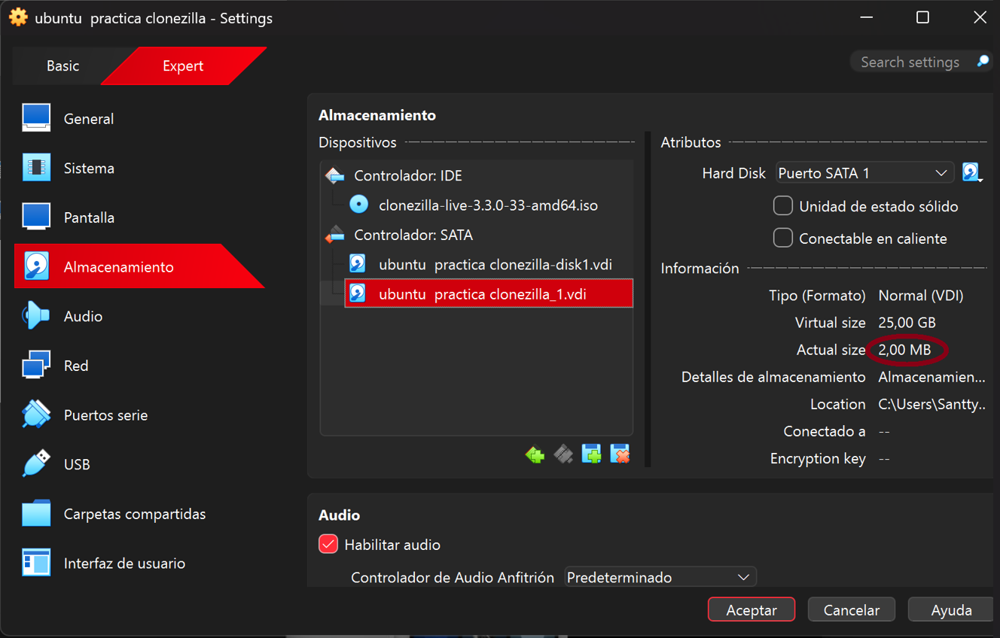 ubuntu  practica clonezilla - Settings
Basic
Expert
Search settings
General
Sistema
Pantalla
Almacenamiento
Audio
Red
Puertos serie
USB
Carpetas compartidas
Interfaz de usuario
Almacenamiento
Dispositivos
Controlador: IDE
clonezilla-live-3.3.0-33-amd64.iso
Controlador: SATA
ubuntu  practica clonezilla-disk1.vdi
ubuntu  practica clonezilla_1.vdi
Atributos
Hard Disk Puerto SATA 1
Unidad de estado sólido
Conectable en caliente
Información
Tipo (Formato) Normal (VDI)
Virtual size 25,00 GB
Actual size 2,00 MB
Detalles de almacenamiento Almacenamien...
Location C:\Users\Santty..
Conectado a --
Encryption key --
Audio
Habilitar audio
Controlador de Audio Anfitrión Predeterminado
Aceptar
Cancelar
Ayuda